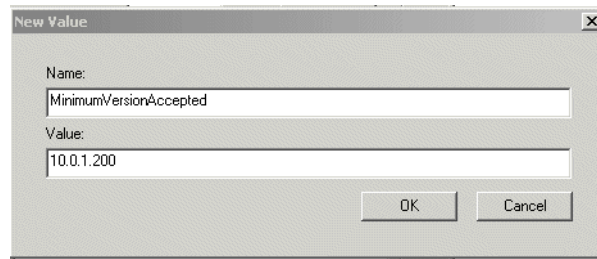 New Value
Name:
MinimumVersionAccepted
Value:
10.0.1.200
OK Cancel